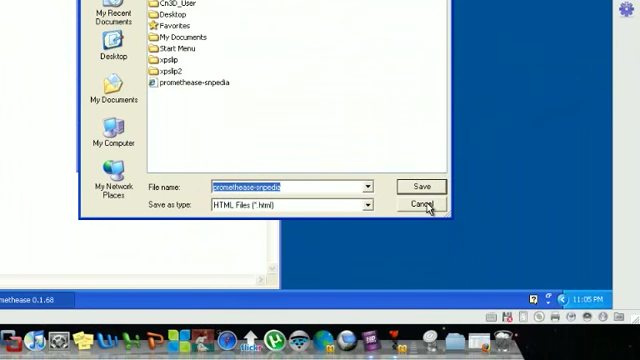 Cn3D_User
My Recent
Documents
Desktop
Favorites
My Documents
Start Menu
xpslip
xpslip2
promethease-snpedia
Desktop
My Documents
My Computer
My Network
Places
File name:
promethease-snpedia
Save
Save as type:
HTML Files (*.html)
Cancel
methease 0.1.68
11:05 PM
flickr